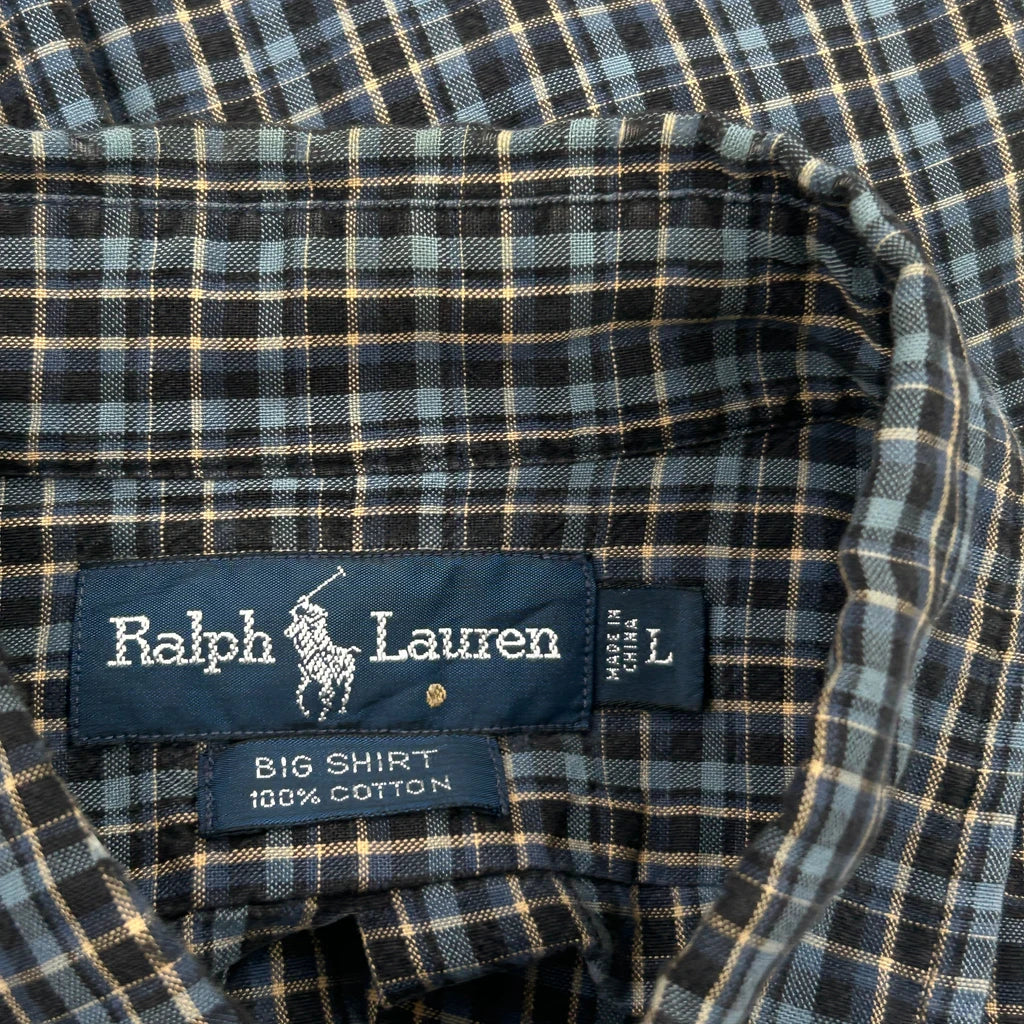 Ralph Lauren
MADE IN
CHINA
L
BIG SHIRT
100% COTTON